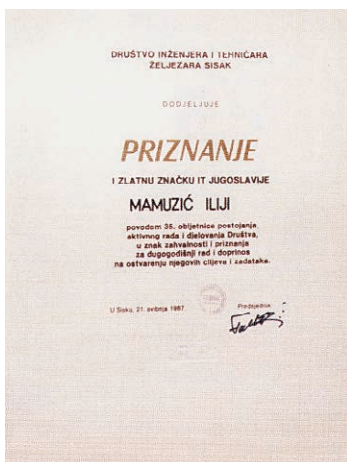 DRUŠTVO INŽENJERA I TEHNIČARA
ŽELJEZARA SISAK
DODJELJUJE
PRIZNANJE
I ZLATNU ZNAČKU IT JUGOSLAVIJE
MAMUZIĆ ILIJI
povodom 35. obljetnice postojanja,
aktivnog rada i djelovanja Društva,
u znak zahvalnosti i priznanja
za dugogodišnji rad i doprinos
na ostvarenju njegovih ciljeva i zadataka.
U Sisku, 21. svibnja 1987.
Predsjednik: